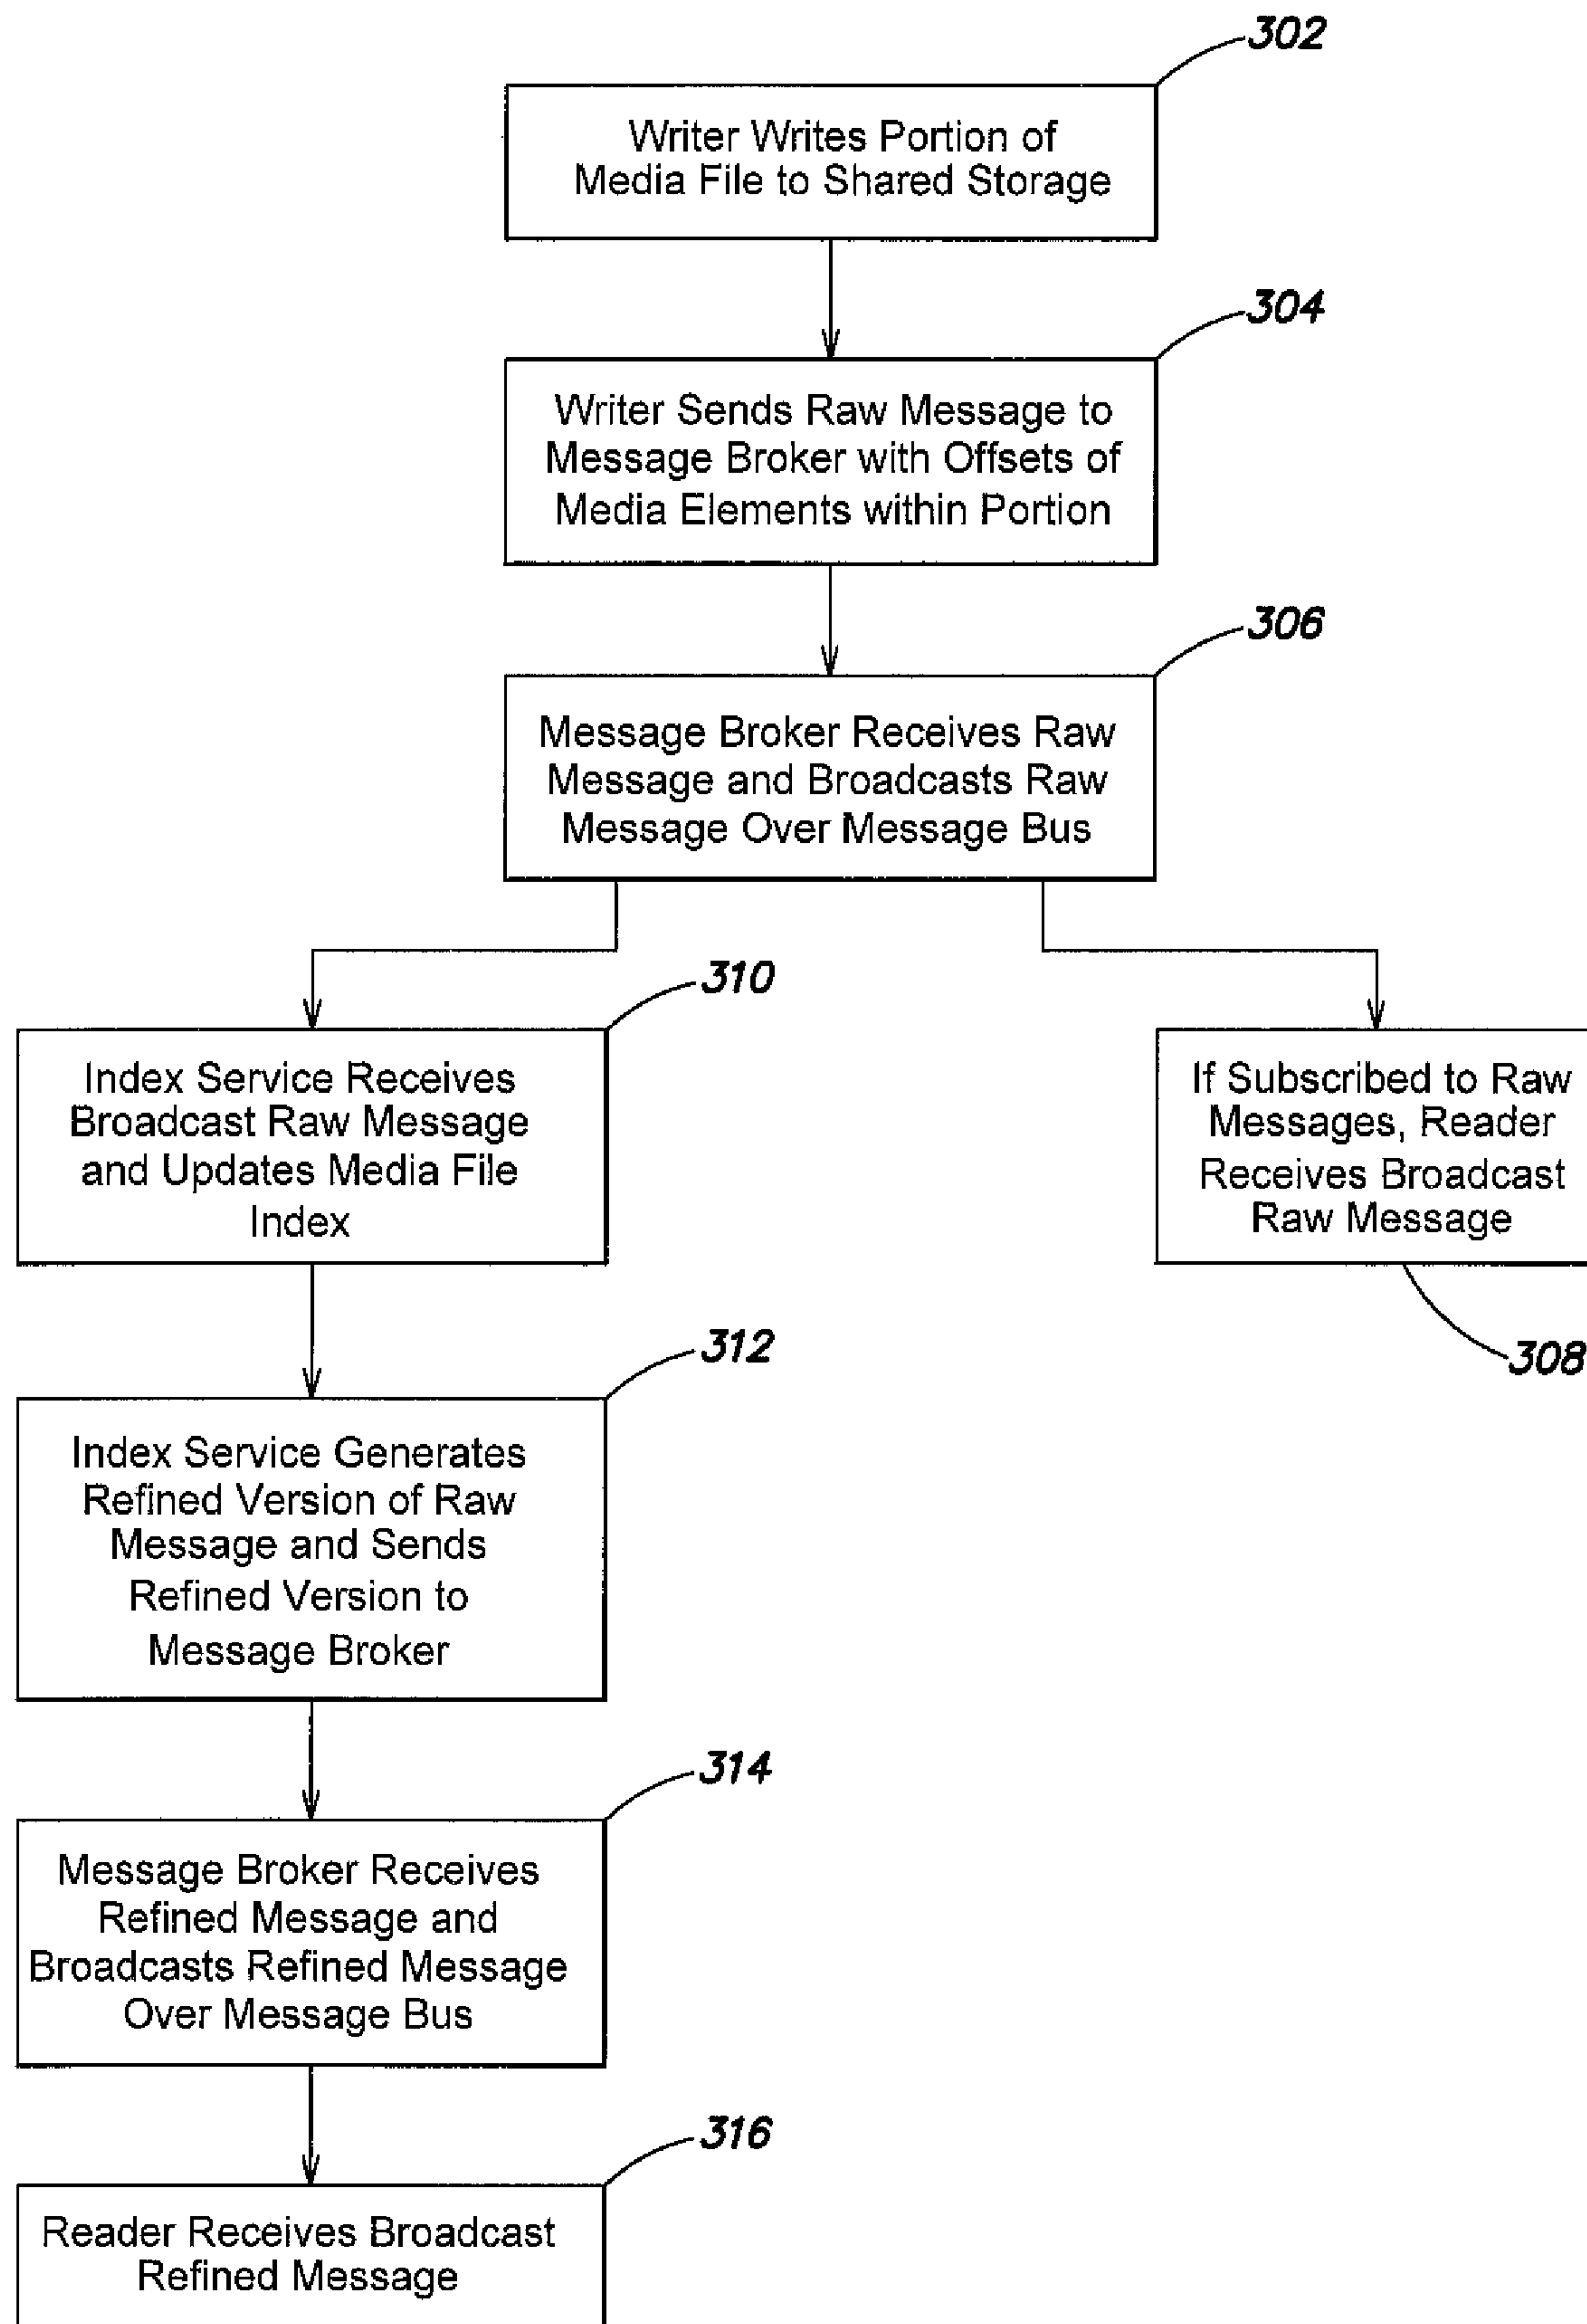 302
Writer Writes Portion of
Media File to Shared Storage
304
Writer Sends Raw Message to
Message Broker with Offsets of
Media Elements within Portion
306
Message Broker Receives Raw
Message and Broadcasts Raw
Message Over Message Bus
310
Index Service Receives
Broadcast Raw Message
and Updates Media File
Index
If Subscribed to Raw
Messages, Reader
Receives Broadcast
Raw Message
308
312
Index Service Generates
Refined Version of Raw
Message and Sends
Refined Version to
Message Broker
314
Message Broker Receives
Refined Message and
Broadcasts Refined Message
Over Message Bus
316
Reader Receives Broadcast
Refined Message